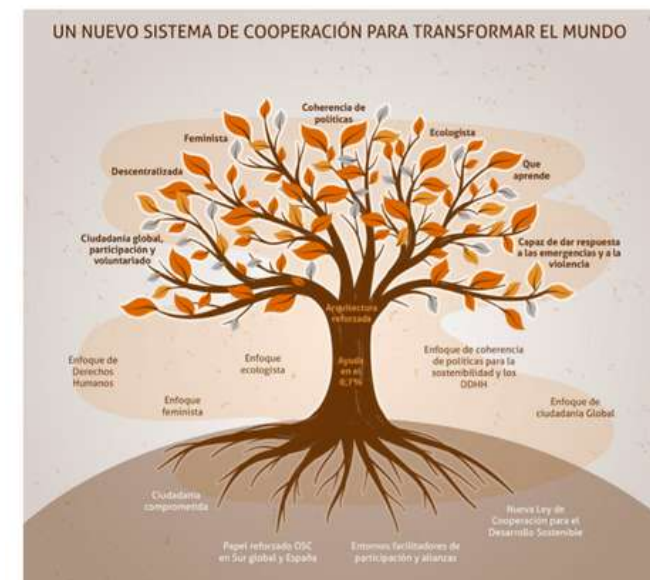 UN NUEVO SISTEMA DE COOPERACIÓN PARA TRANSFORMAR EL MUNDO
Coherencia de
políticas
Feminista
Ecologista
Descentralizada
Que
aprende
Ciudadanía global,
participación y
voluntariado
Capaz de dar respuesta
a las emergencias y a la
violencia
Arquitectura
reforzada
Ayuda
en el
0,7%
Enfoque de
Derechos
Humanos
Enfoque
ecologista
Enfoque de coherencia
de políticas para la
sostenibilidad y los
DDHH
Enfoque
feminista
Enfoque de
ciudadanía Global
Ciudadanía
comprometida
Papel reforzado OSC
en Sur global y España
Entornos facilitadores de
participación y alianzas
Nueva Ley de
Cooperación para el
Desarrollo Sostenible